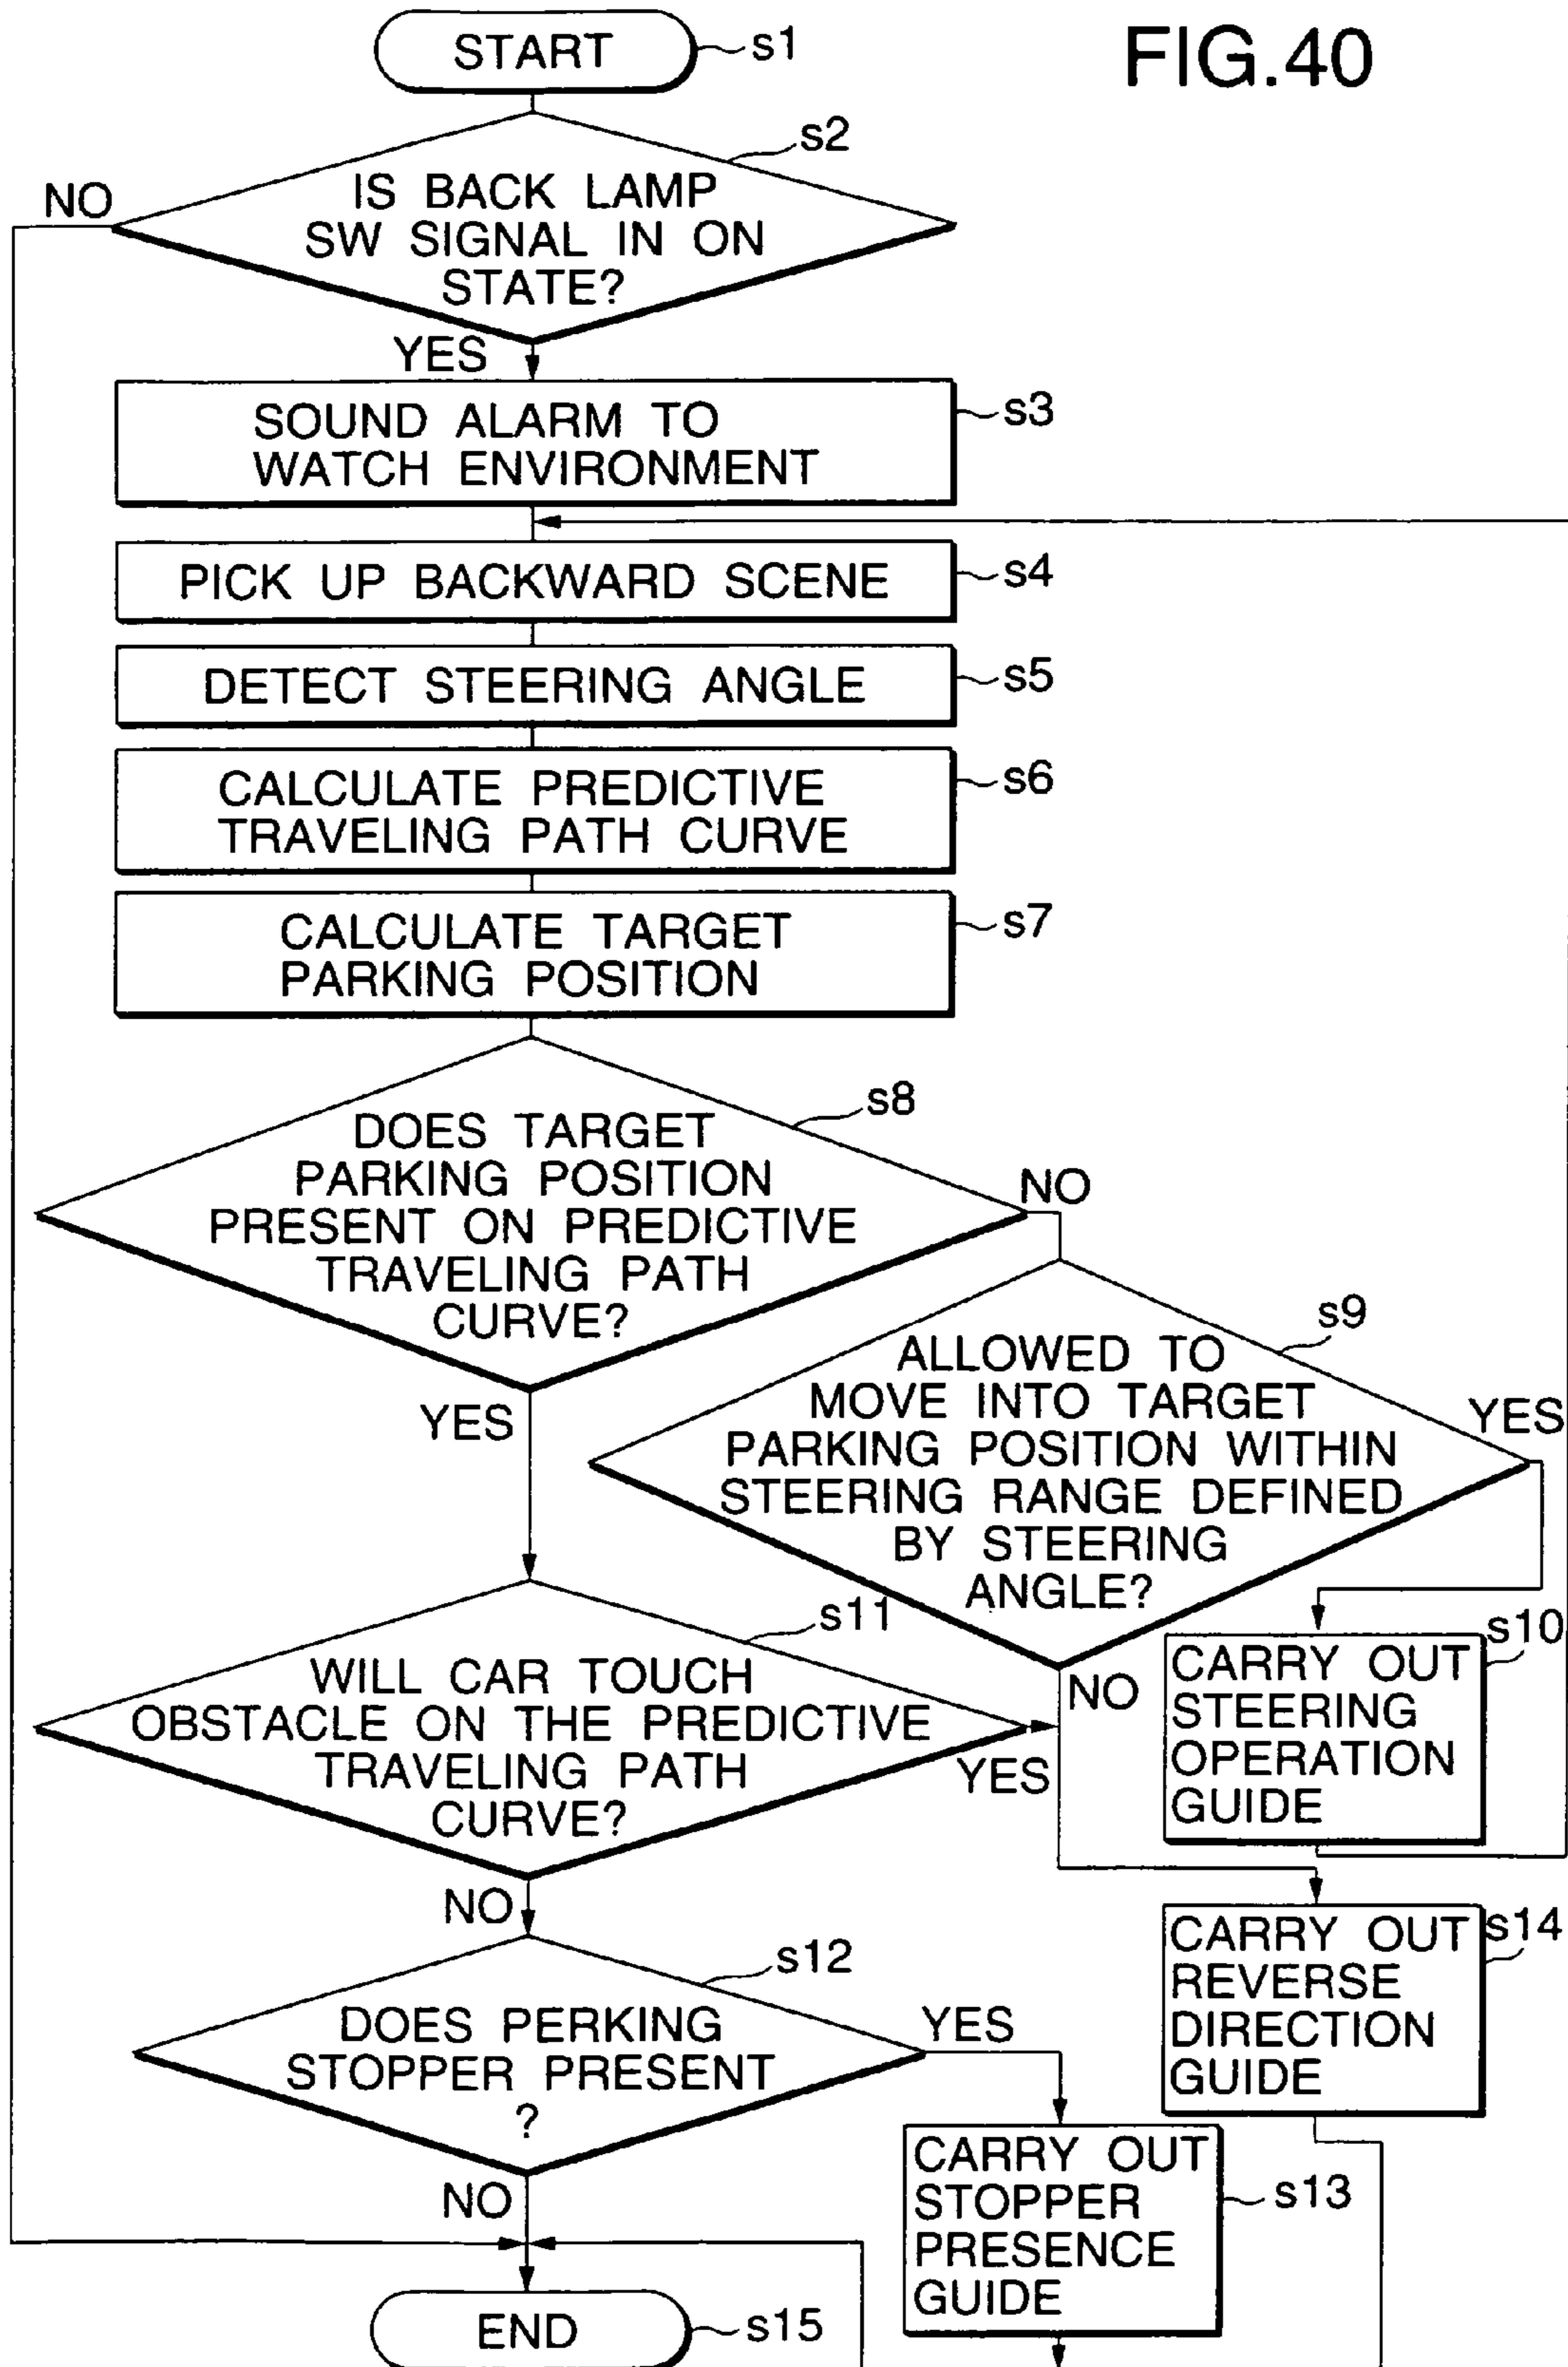 FIG.40
START
s1
s2
IS BACK LAMP
SW SIGNAL IN ON
STATE?
NO
YES
SOUND ALARM TO
WATCH ENVIRONMENT
s3
PICK UP BACKWARD SCENE
s4
DETECT STEERING ANGLE
s5
CALCULATE PREDICTIVE
TRAVELING PATH CURVE
s6
CALCULATE TARGET
PARKING POSITION
s7
s8
DOES TARGET
PARKING POSITION
PRESENT ON PREDICTIVE
TRAVELING PATH
CURVE?
NO
YES
s9
ALLOWED TO
MOVE INTO TARGET
PARKING POSITION WITHIN
STEERING RANGE DEFINED
BY STEERING
ANGLE?
YES
NO
s10
CARRY OUT
STEERING
OPERATION
GUIDE
s11
WILL CAR TOUCH
OBSTACLE ON THE PREDICTIVE
TRAVELING PATH
CURVE?
YES
NO
s12
DOES PERKING
STOPPER PRESENT
?
YES
NO
s14
CARRY OUT
REVERSE
DIRECTION
GUIDE
CARRY OUT
STOPPER
PRESENCE
GUIDE
s13
END
s15